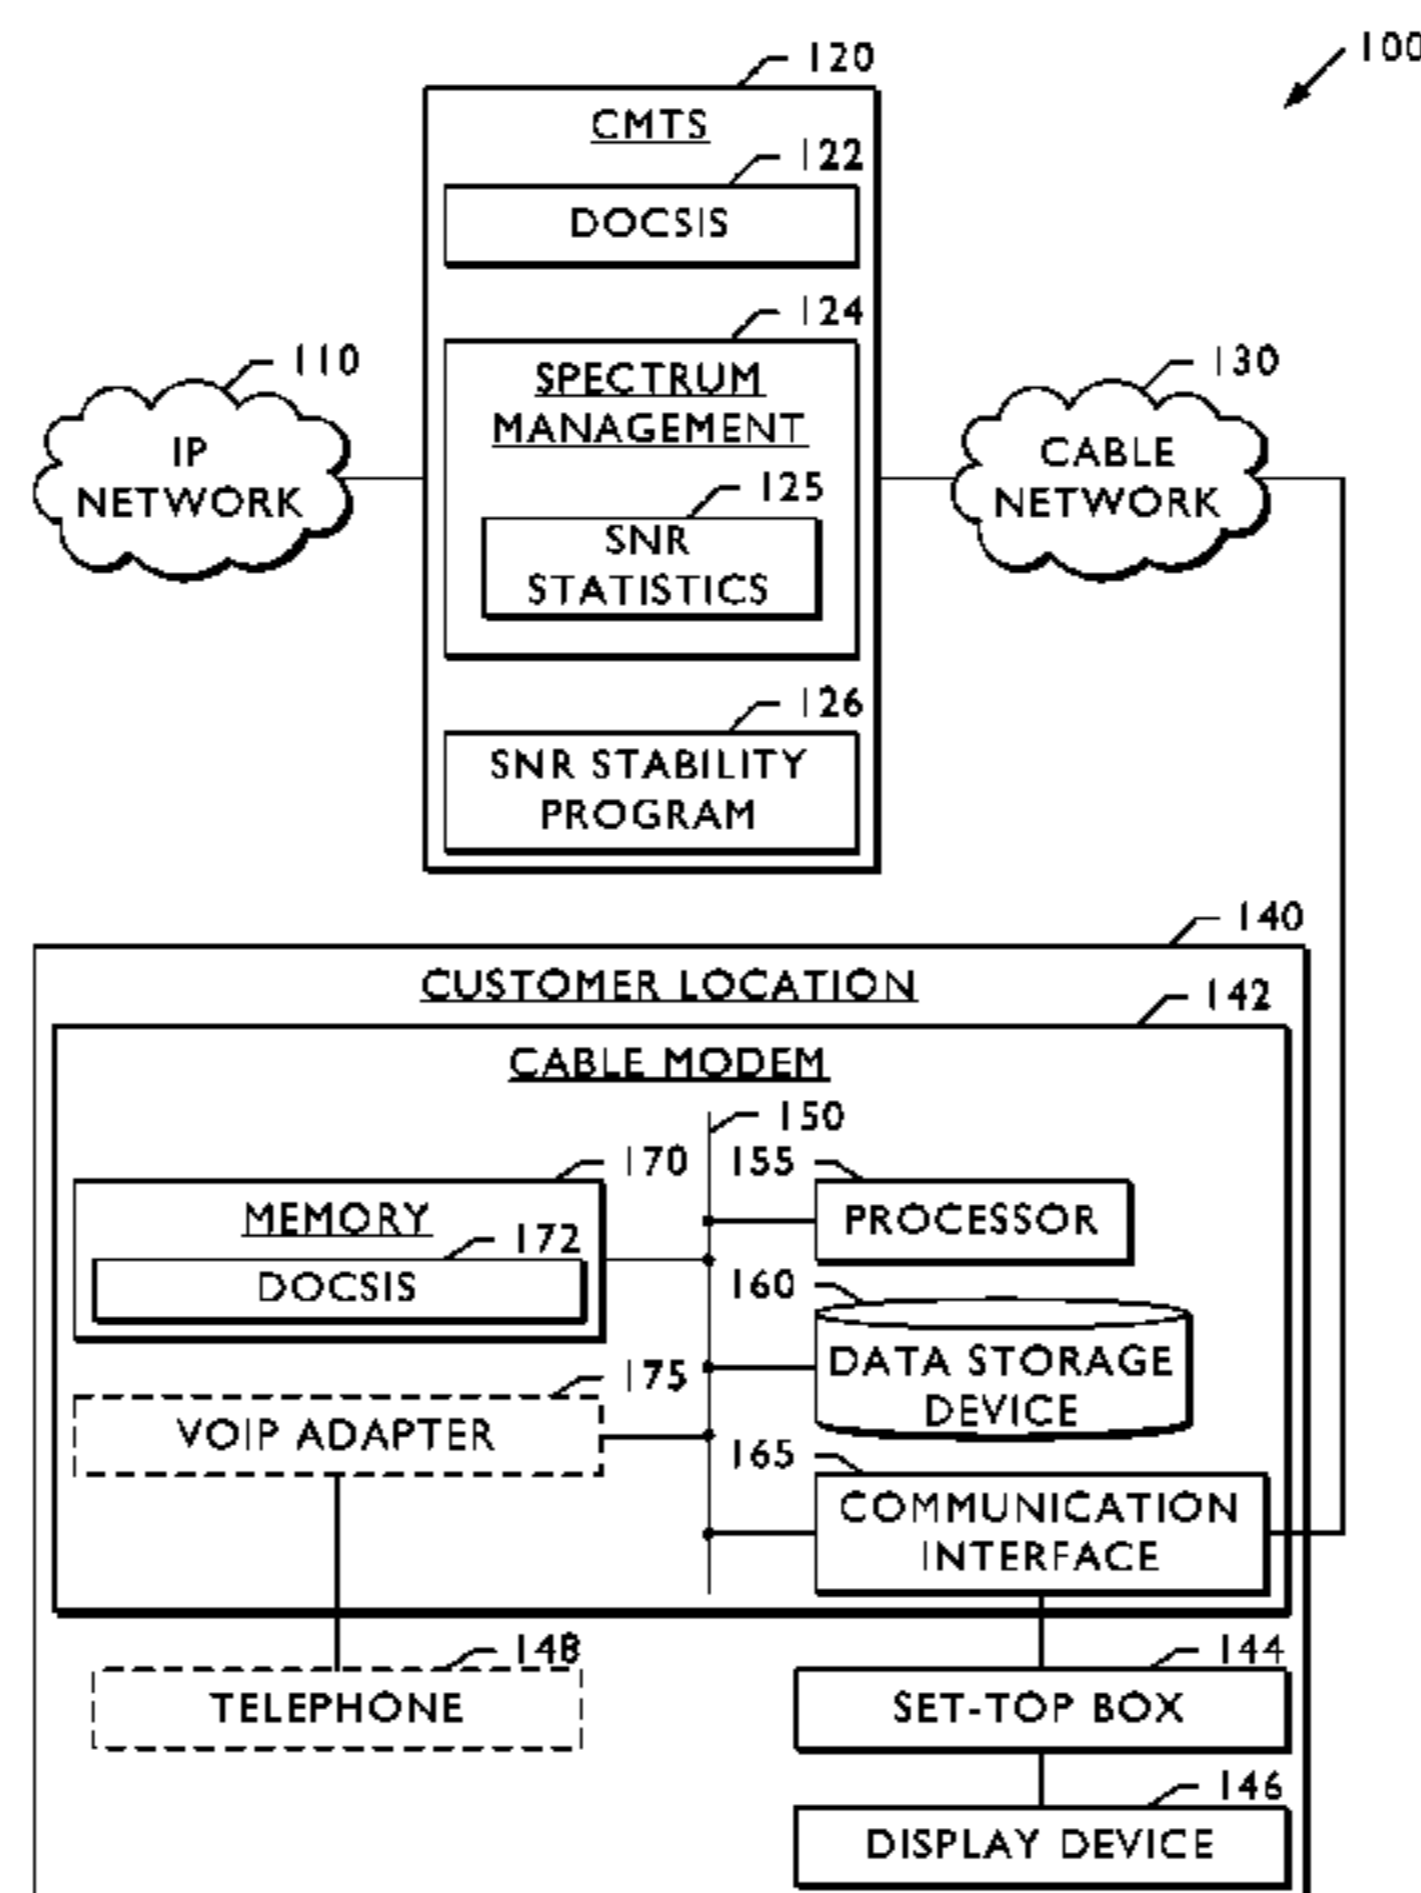 100
120
CMTS
122
DOCSIS
124
SPECTRUM
MANAGEMENT
125
SNR
STATISTICS
126
SNR STABILITY
PROGRAM
110
IP
NETWORK
130
CABLE
NETWORK
140
CUSTOMER LOCATION
142
CABLE MODEM
150
170
MEMORY
172
DOCSIS
175
VOIP ADAPTER
155
PROCESSOR
160
DATA STORAGE
DEVICE
165
COMMUNICATION
INTERFACE
148
TELEPHONE
144
SET-TOP BOX
146
DISPLAY DEVICE